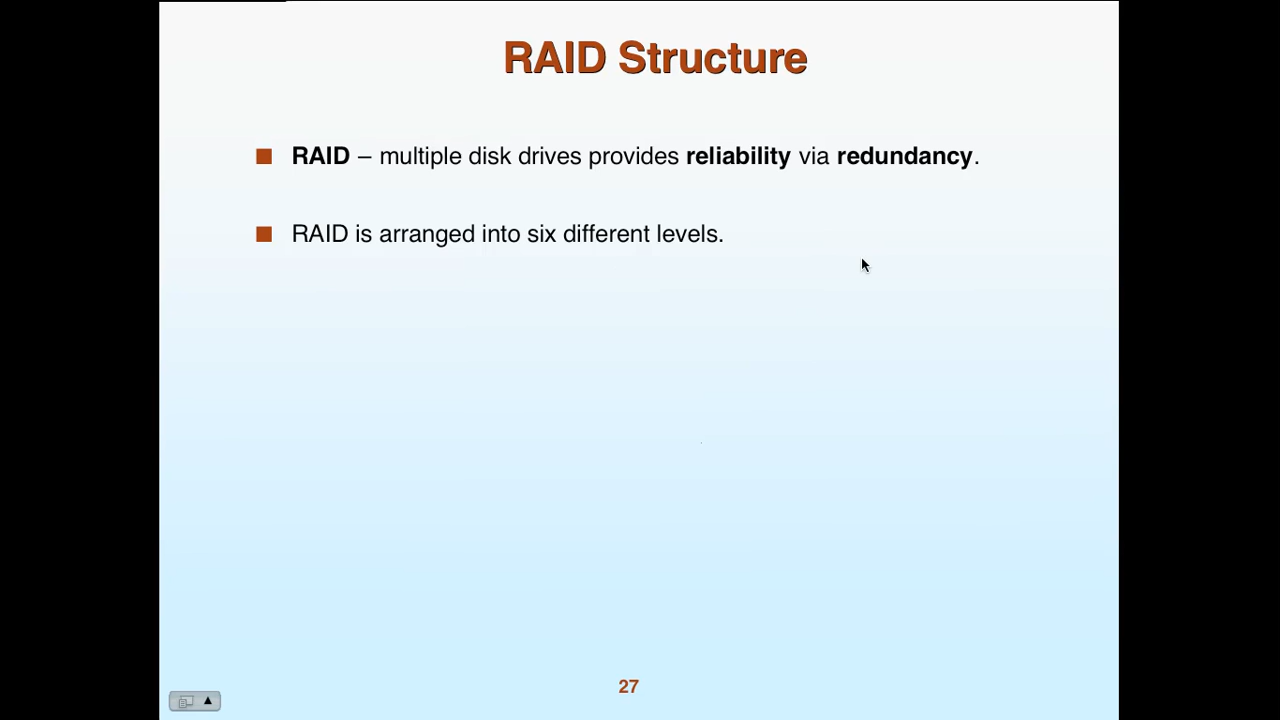 RAID Structure
RAID – multiple disk drives provides reliability via redundancy.
RAID is arranged into six different levels.
27